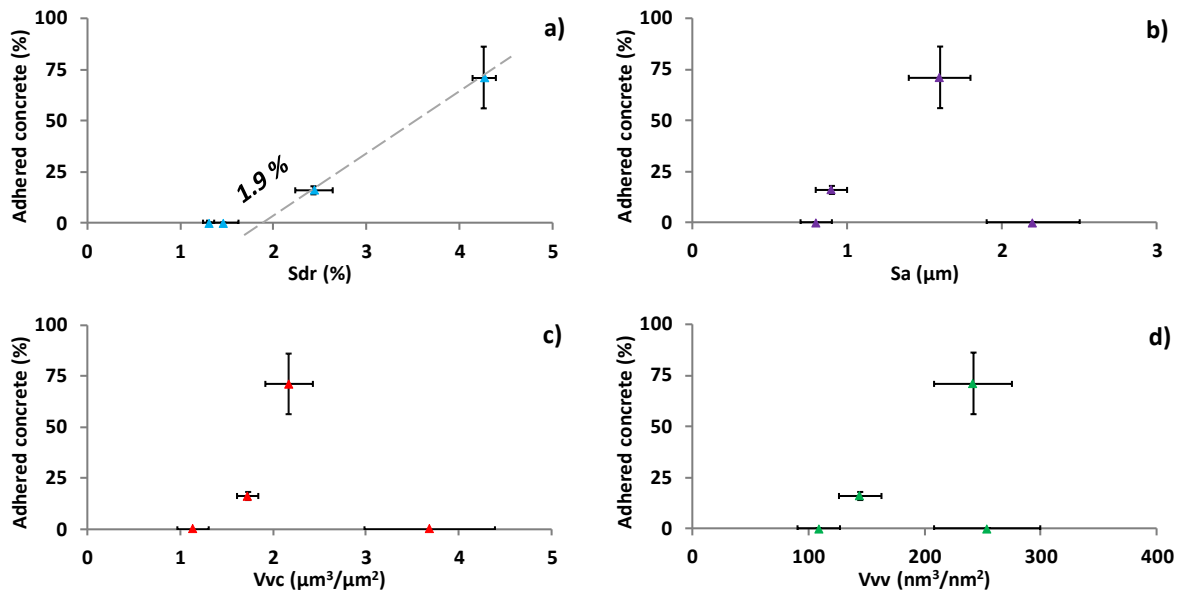 a)
Adhered concrete (%)
100
75
50
25
0
1.9 %
0 1 2 3 4 5
Sdr (%)
b)
Adhered concrete (%)
100
75
50
25
0
0 1 2 3
Sa (μm)
c)
Adhered concrete (%)
100
75
50
25
0
0 1 2 3 4 5
Vvc (μm³/μm²)
d)
Adhered concrete (%)
100
75
50
25
0
0 100 200 300 400
Vvv (nm³/nm²)